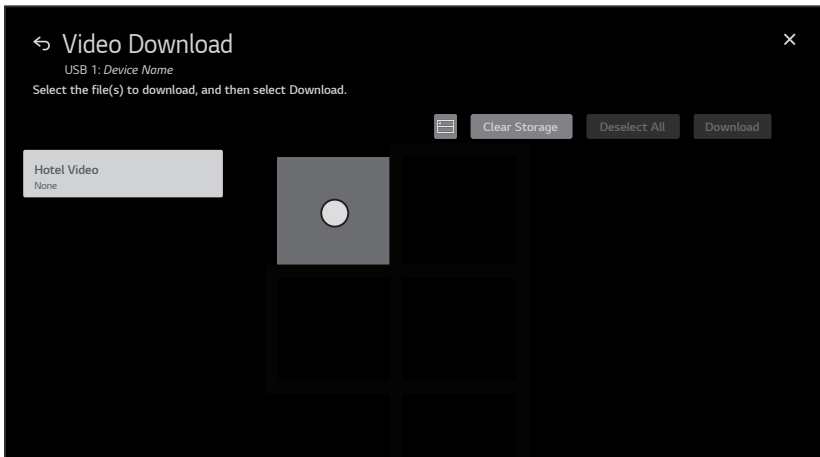 Video Download
USB 1: Device Name
Select the file(s) to download, and then select Download.
Clear Storage
Deselect All
Download
Hotel Video
None